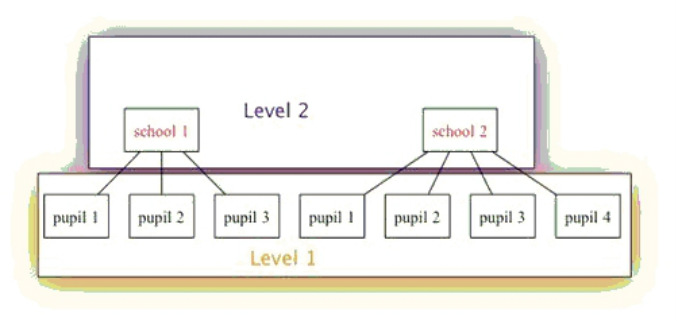 Level 2
school 1
school 2
pupil 1
pupil 2
pupil 3
pupil 1
pupil 2
pupil 3
pupil 4
Level 1